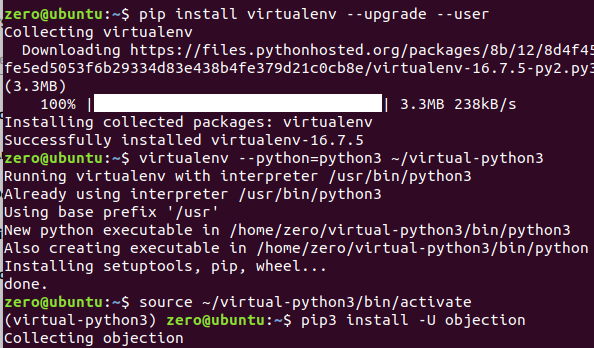 zero@ubuntu:~$ pip install virtualenv --upgrade --user
Collecting virtualenv
  Downloading https://files.pythonhosted.org/packages/8b/12/8d4f45
fe5ed5053f6b29334d83e438b4fe379d21c0cb8e/virtualenv-16.7.5-py2.py3
(3.3MB)
    100% |                                | 3.3MB 238kB/s
Installing collected packages: virtualenv
Successfully installed virtualenv-16.7.5
zero@ubuntu:~$ virtualenv --python=python3 ~/virtual-python3
Running virtualenv with interpreter /usr/bin/python3
Already using interpreter /usr/bin/python3
Using base prefix '/usr'
New python executable in /home/zero/virtual-python3/bin/python3
Also creating executable in /home/zero/virtual-python3/bin/python
Installing setuptools, pip, wheel...
done.
zero@ubuntu:~$ source ~/virtual-python3/bin/activate
(virtual-python3) zero@ubuntu:~$ pip3 install -U objection
Collecting objection